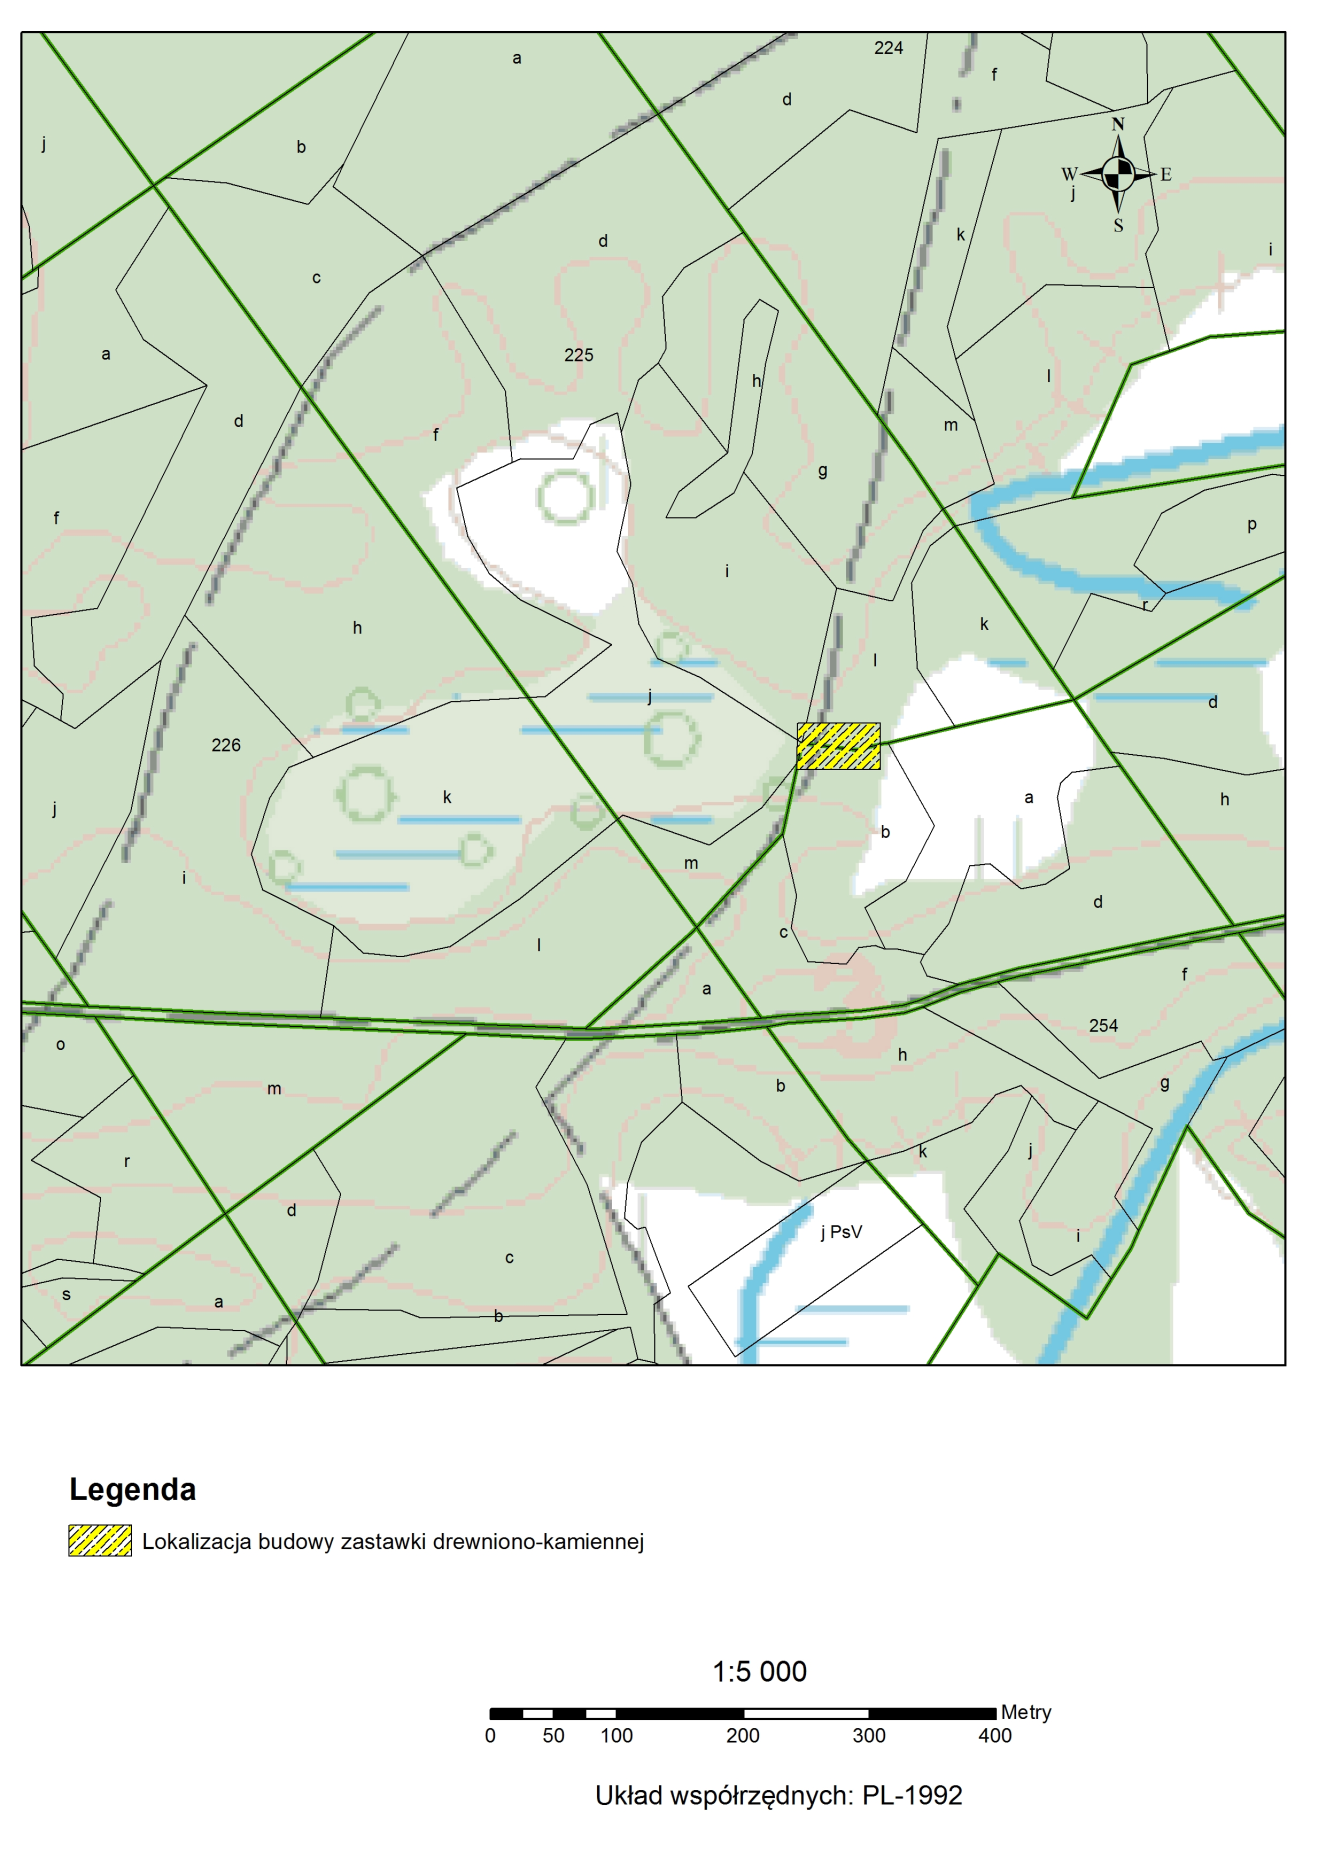 a
224
f
d
N
j
b
W
E
j
S
k
d
i
c
225
a
h
l
d
f
m
g
f
p
i
r
h
k
l
j
d
226
k
a
h
j
b
m
i
d
c
l
f
a
254
o
h
m
b
g
r
k
j
d
j PsV
i
c
s
a
b
3
Legenda
Lokalizacja budowy zastawki drewniono-kamiennej
1:5 000
Metry
0 50 100 200 300 400
Układ współrzędnych: PL-1992